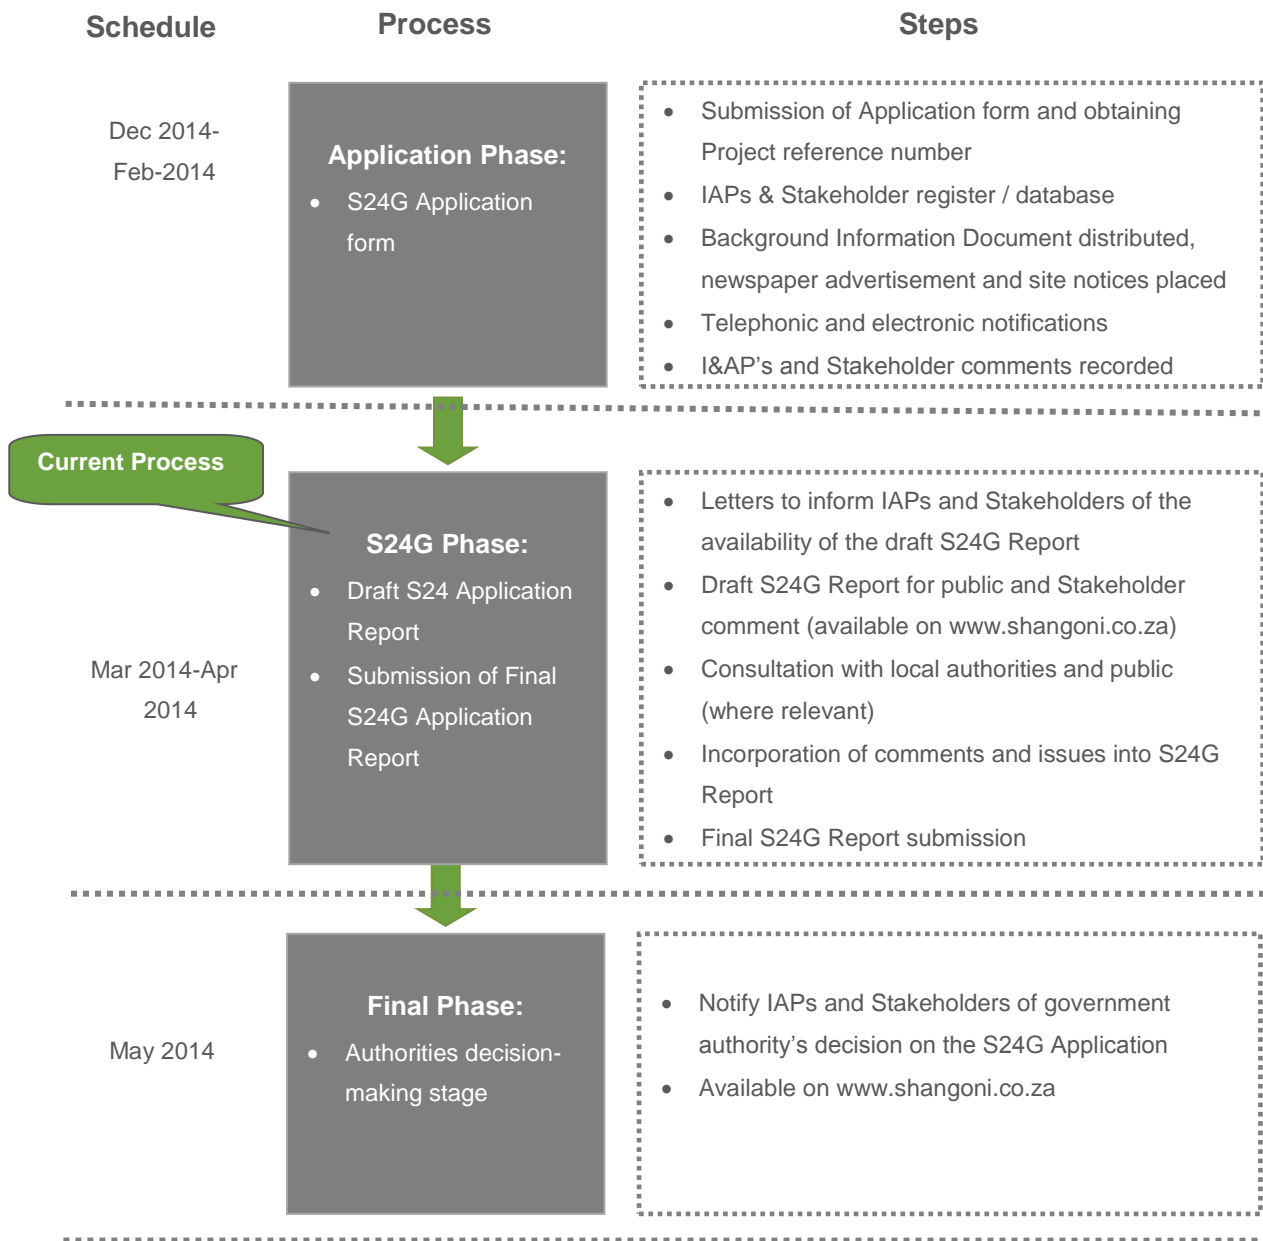 Schedule
Process
Steps
Dec 2014-
Feb-2014
Application Phase:
• S24G Application
form
• Submission of Application form and obtaining
Project reference number
• IAPs & Stakeholder register / database
• Background Information Document distributed,
newspaper advertisement and site notices placed
• Telephonic and electronic notifications
• I&AP’s and Stakeholder comments recorded
Current Process
Mar 2014-Apr
2014
S24G Phase:
• Draft S24 Application
Report
• Submission of Final
S24G Application
Report
• Letters to inform IAPs and Stakeholders of the
availability of the draft S24G Report
• Draft S24G Report for public and Stakeholder
comment (available on www.shangoni.co.za)
• Consultation with local authorities and public
(where relevant)
• Incorporation of comments and issues into S24G
Report
• Final S24G Report submission
May 2014
Final Phase:
• Authorities decision-
making stage
• Notify IAPs and Stakeholders of government
authority’s decision on the S24G Application
• Available on www.shangoni.co.za